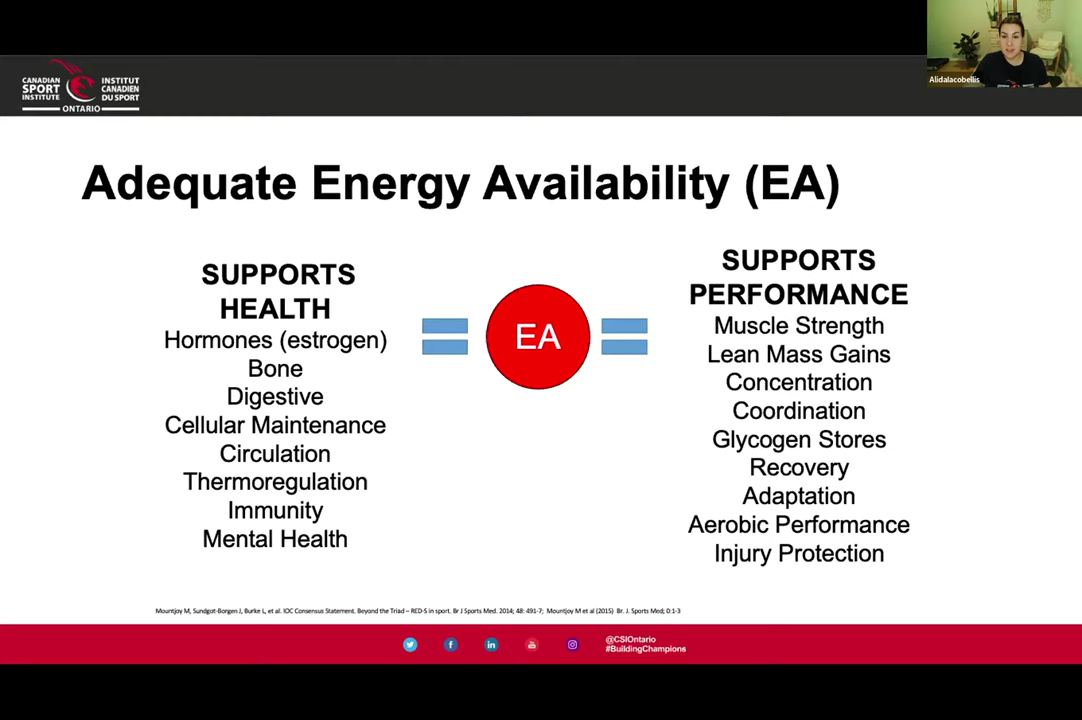 AlidaIacobellis
CANADIAN
SPORT
INSTITUTE
INSTITUT
CANADIEN
DU SPORT
ONTARIO
Adequate Energy Availability (EA)
SUPPORTS
HEALTH
Hormones (estrogen)
Bone
Digestive
Cellular Maintenance
Circulation
Thermoregulation
Immunity
Mental Health
EA
SUPPORTS
PERFORMANCE
Muscle Strength
Lean Mass Gains
Concentration
Coordination
Glycogen Stores
Recovery
Adaptation
Aerobic Performance
Injury Protection
Mountjoy M, Sundgot-Borgen J, Burke L, et al. IOC Consensus Statement. Beyond the Triad – RED-S in sport. Br J Sports Med. 2014; 48: 491-7; Mountjoy M et al (2015) Br. J. Sports Med; 0:1-3
@CSIOntario
#BuildingChampions